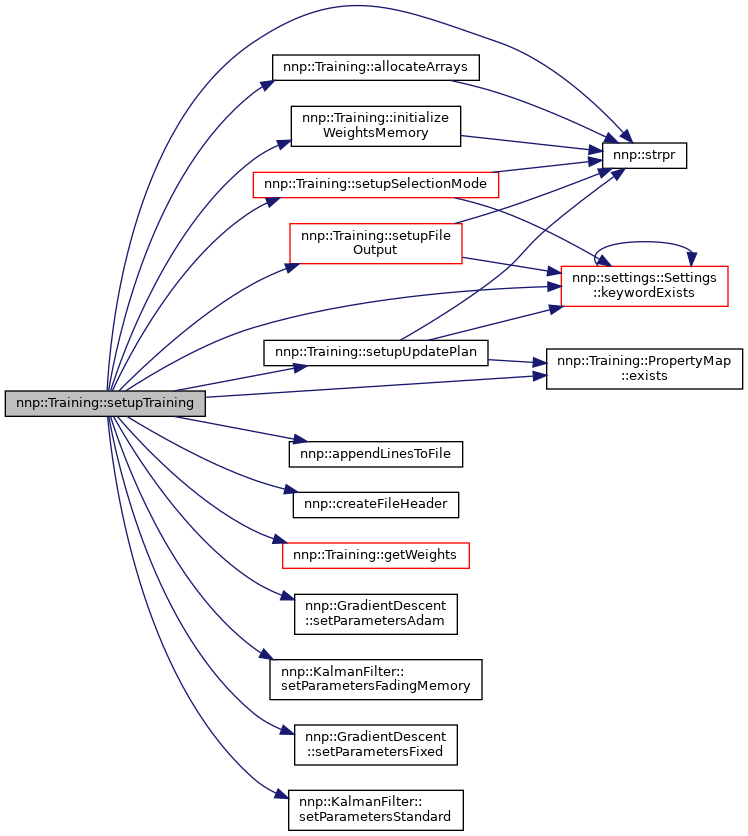 nnp::Training::allocateArrays
nnp::Training::initialize
WeightsMemory
nnp::strpr
nnp::Training::setupSelectionMode
nnp::Training::setupFile
Output
nnp::settings::Settings
::keywordExists
nnp::Training::setupUpdatePlan
nnp::Training::PropertyMap
::exists
nnp::Training::setupTraining
nnp::appendLinesToFile
nnp::createFileHeader
nnp::Training::getWeights
nnp::GradientDescent
::setParametersAdam
nnp::KalmanFilter::
setParametersFadingMemory
nnp::GradientDescent
::setParametersFixed
nnp::KalmanFilter::
setParametersStandard